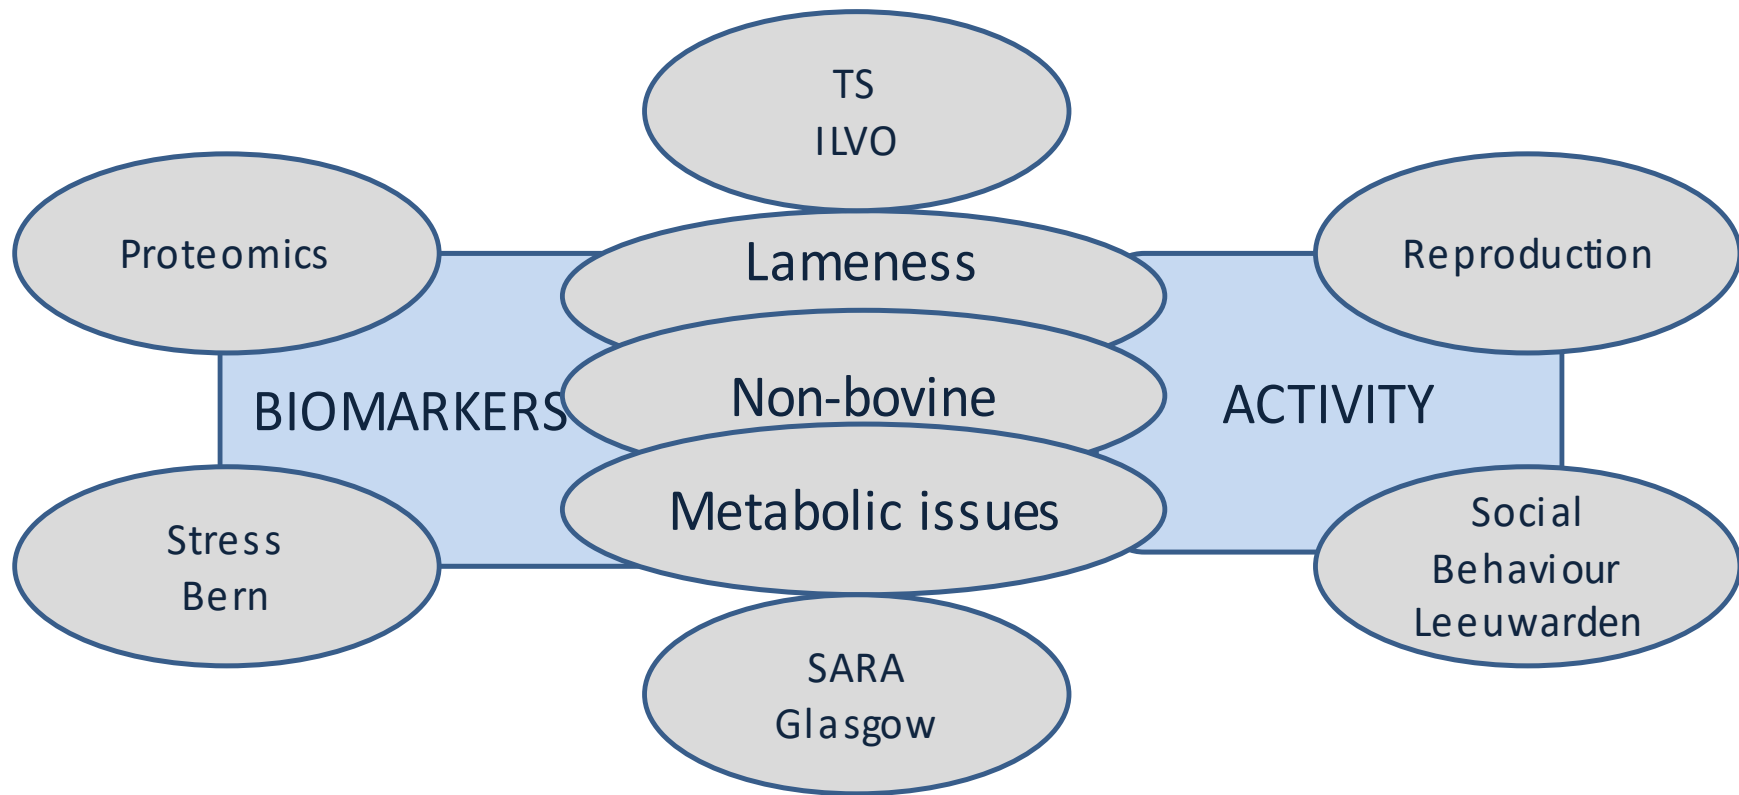 TS
ILVO
Proteomics
Lameness
Reproduction
BIOMARKERS
Non-bovine
ACTIVITY
Metabolic issues
Stress
Bern
Social
Behaviour
Leeuwarden
SARA
Glasgow